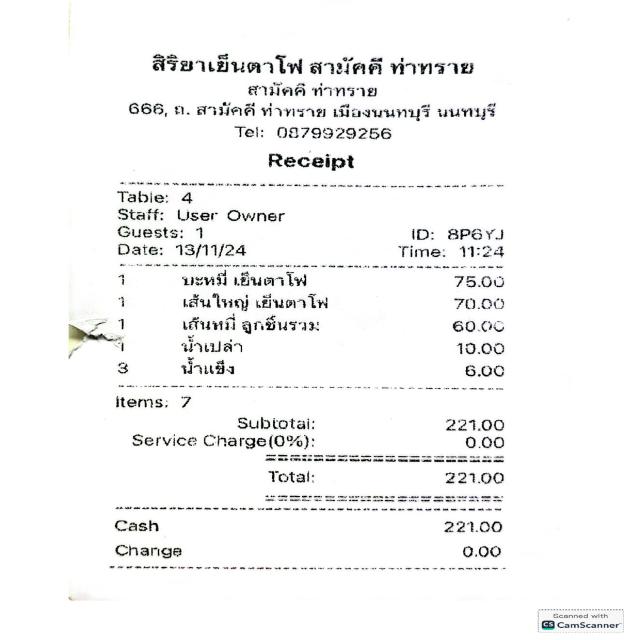 สิริยาเย็นตาโฟ สามัคคี ท่าทราย
สามัคคี ท่าทราย
666, ถ. สามัคคี ท่าทราย เมืองนนทบุรี นนทบุรี
Tel: 0879929256
Receipt
Table: 4
Staff: User Owner
Guests: 1 ID: 8P6YJ
Date: 13/11/24 Time: 11:24
1 บะหมี่ เย็นตาโฟ 75.00
1 เส้นใหญ่ เย็นตาโฟ 70.00
1 เส้นหมี่ ลูกชิ้นรวม 60.00
1 น้ำเปล่า 10.00
3 น้ำแข็ง 6.00
Items: 7
Subtotal: 221.00
Service Charge(0%): 0.00
Total: 221.00
Cash 221.00
Change 0.00
Scanned with
CS CamScanner